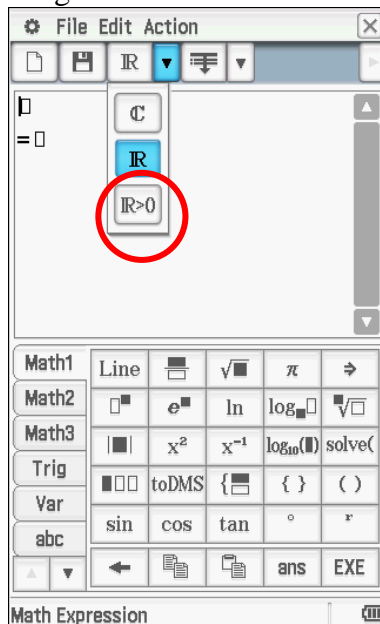 File Edit Action
ℝ
ℂ
ℝ
ℝ>0
=
Math1
Math2
Math3
Trig
Var
abc
Line √ π ⇒
e ln log √
|■| x² x⁻¹ log₁₀(■) solve(
toDMS { { } ( )
sin cos tan ° r
ans EXE
Math Expression